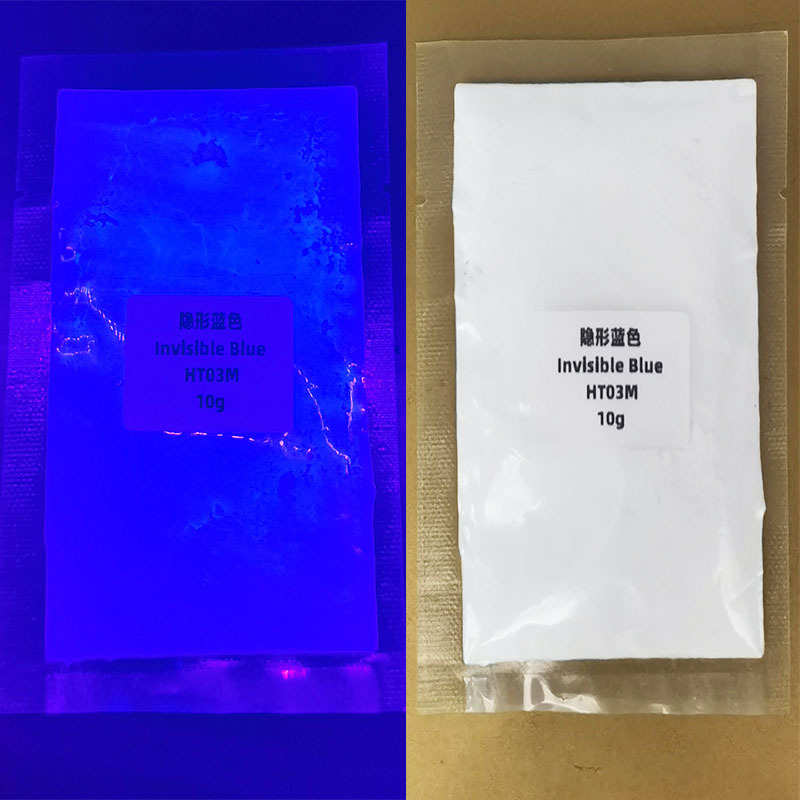 隐形蓝色
Invisible Blue
HT03M
10g
隐形蓝色
Invisible Blue
HT03M
10g